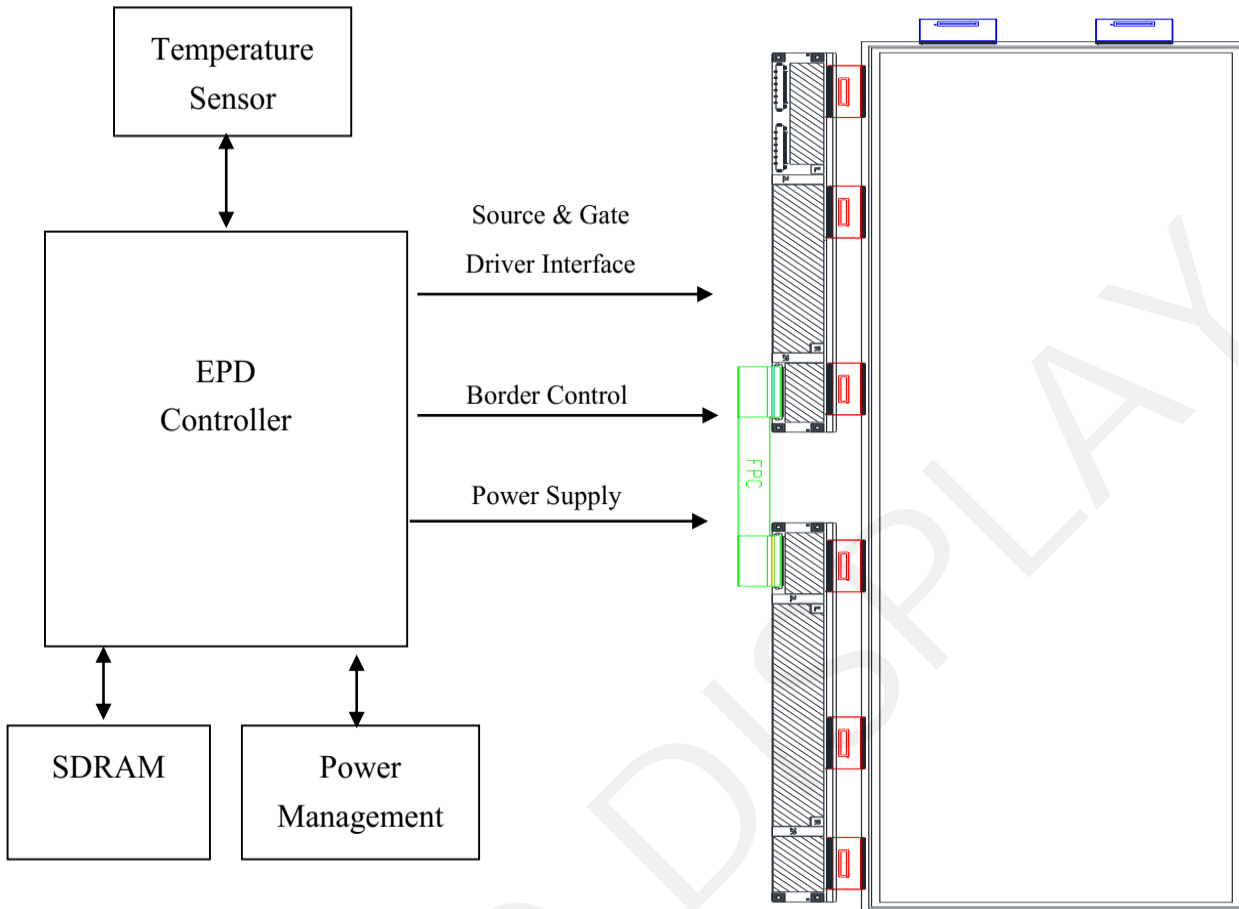 Temperature
Sensor
Source & Gate
Driver Interface
EPD
Controller
Border Control
Power Supply
FPC
SDRAM
Power
Management
DISPLAY